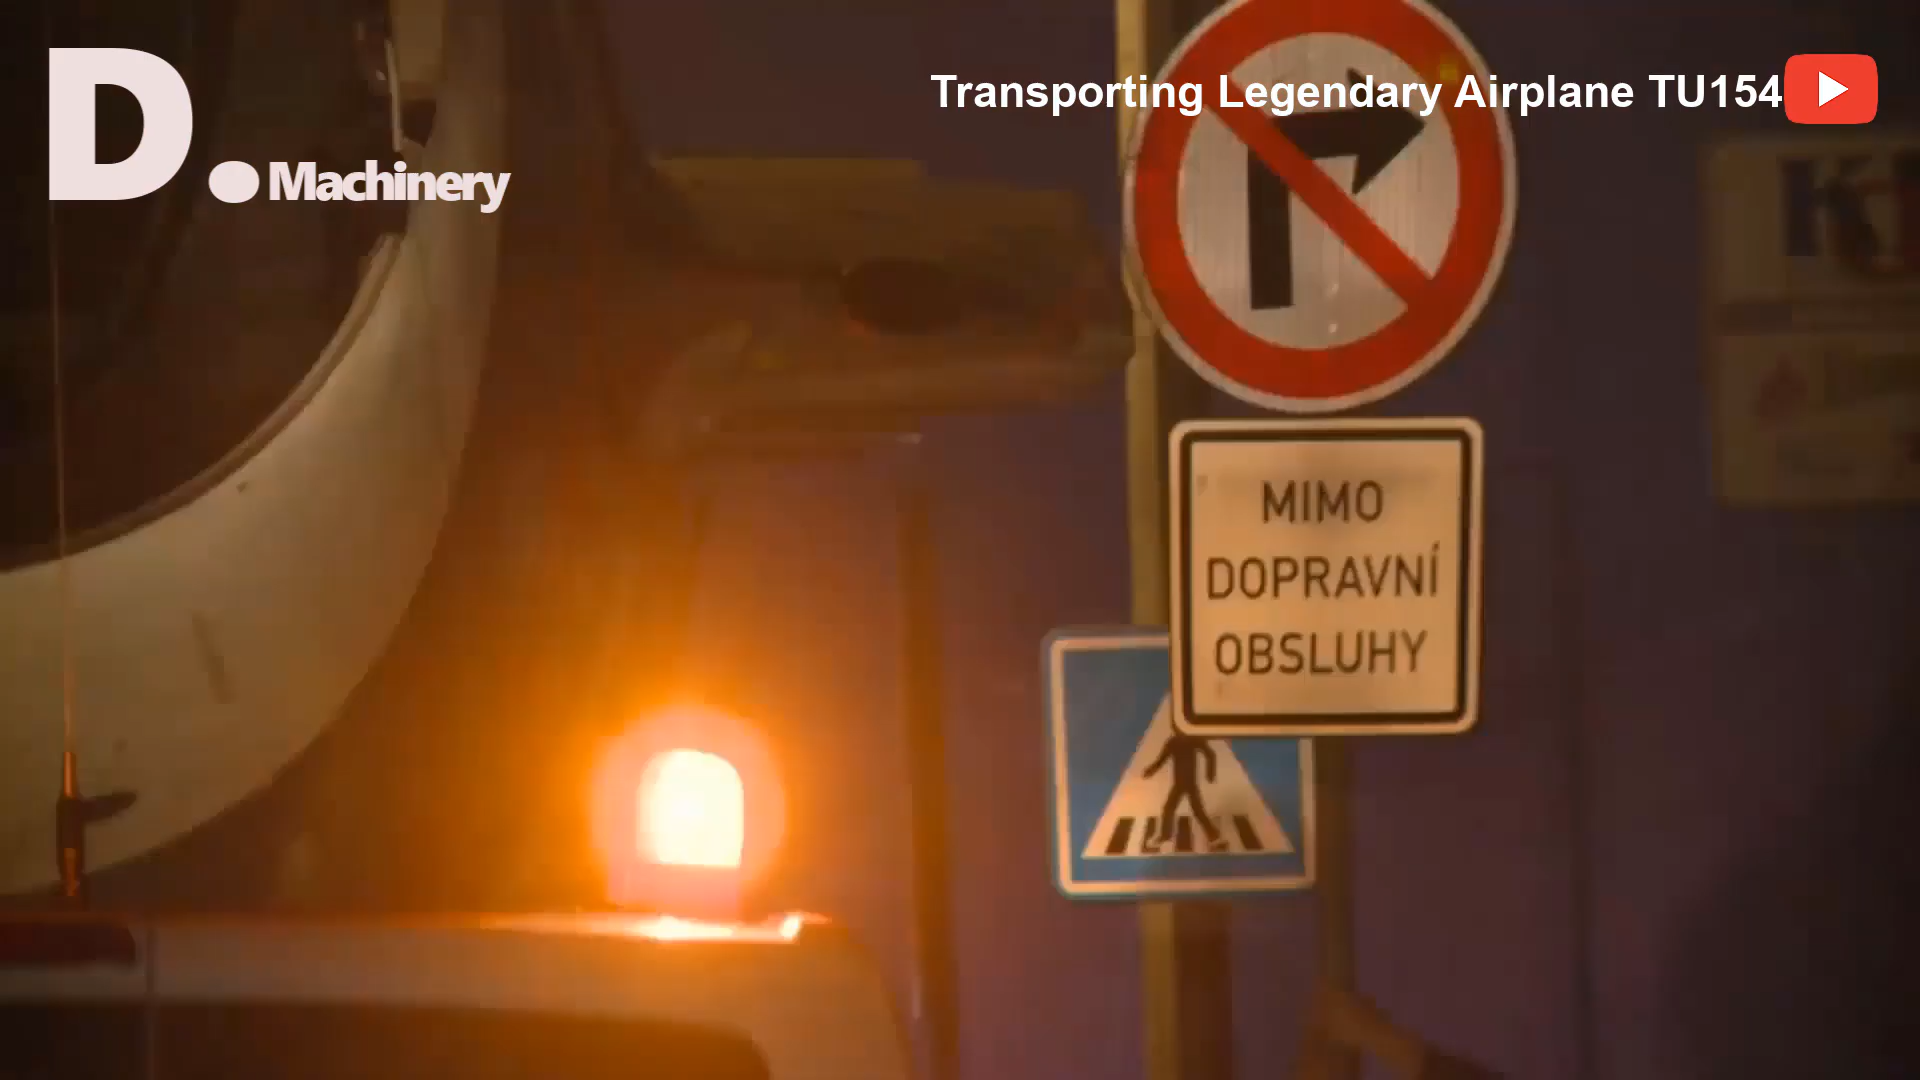 D. Machinery
Transporting Legendary Airplane TU154
MIMO
DOPRAVNÍ
OBSLUHY